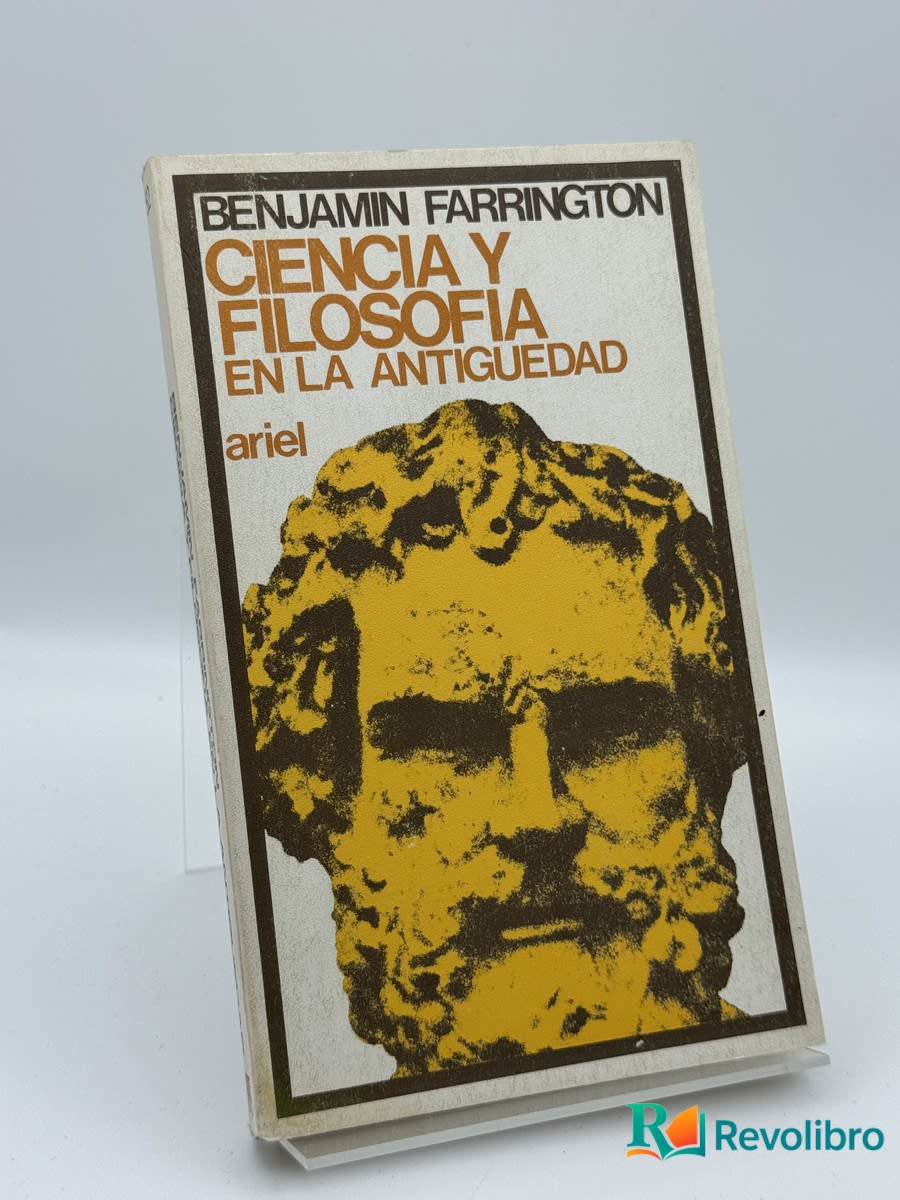 BENJAMIN FARRINGTON
CIENCIA Y
FILOSOFIA
EN LA ANTIGUEDAD
ariel
Revolibro